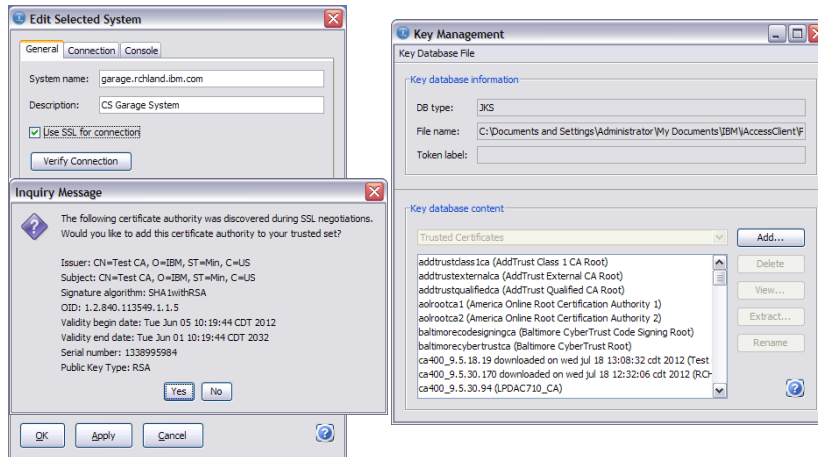 Edit Selected System
General Connection Console
System name: garage.rchland.ibm.com
Description: CS Garage System
Use SSL for connection
Verify Connection
Inquiry Message
The following certificate authority was discovered during SSL negotiations.
Would you like to add this certificate authority to your trusted set?
Issuer: CN=Test CA, O=IBM, ST=Min, C=US
Subject: CN=Test CA, O=IBM, ST=Min, C=US
Signature algorithm: SHA1withRSA
OID: 1.2.840.113549.1.1.5
Validity begin date: Tue Jun 05 10:19:44 CDT 2012
Validity end date: Tue Jun 01 10:19:44 CDT 2032
Serial number: 1338995984
Public Key Type: RSA
Yes No
OK Apply Cancel
Key Management
Key Database File
Key database information
DB type: JKS
File name: C:\Documents and Settings\Administrator\My Documents\IBM\iAccessClient\P
Token label:
Key database content
Trusted Certificates
Add...
addtrustclass1ca (AddTrust Class 1 CA Root)
addtrustexternalca (AddTrust External CA Root)
addtrustqualifiedca (AddTrust Qualified CA Root)
aolrootca1 (America Online Root Certification Authority 1)
aolrootca2 (America Online Root Certification Authority 2)
baltimorecodesigningca (Baltimore CyberTrust Code Signing Root)
baltimorecybertrustca (Baltimore CyberTrust Root)
ca400_9.5.18.19 downloaded on wed jul 18 13:08:32 cdt 2012 (Test
ca400_9.5.30.170 downloaded on wed jul 18 12:32:06 cdt 2012 (RCH
ca400_9.5.30.94 (LPDAC710_CA)
Delete
View...
Extract...
Rename